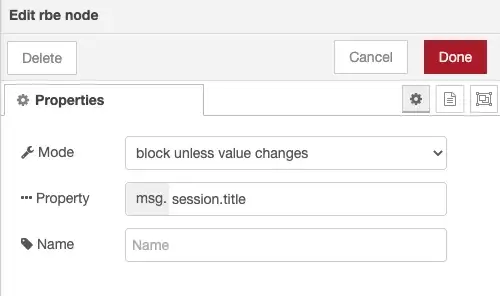 Edit rbe node
Delete
Cancel
Done
Properties
Mode
block unless value changes
Property
msg. session.title
Name
Name